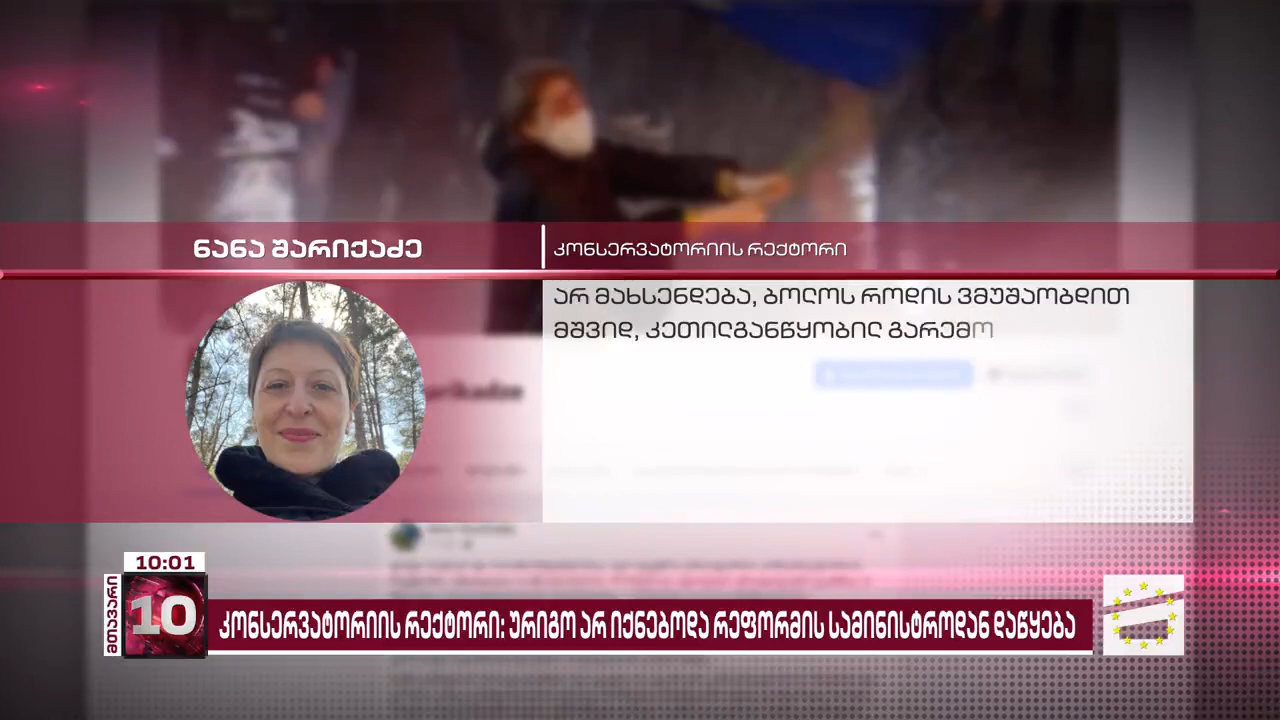 ნანა შარიქაძე
კონსერვატორიის რექტორი
არ მახსენდება, ბოლოს როდის ვმუშაობდით
მშვიდ, კეთილგანწყობილ გარემო
arikadze
10:01
მთავარი
10
კონსერვატორიის რექტორი: ურიგო არ იქნებოდა რეფორმის სამინისტროდან დაწყება